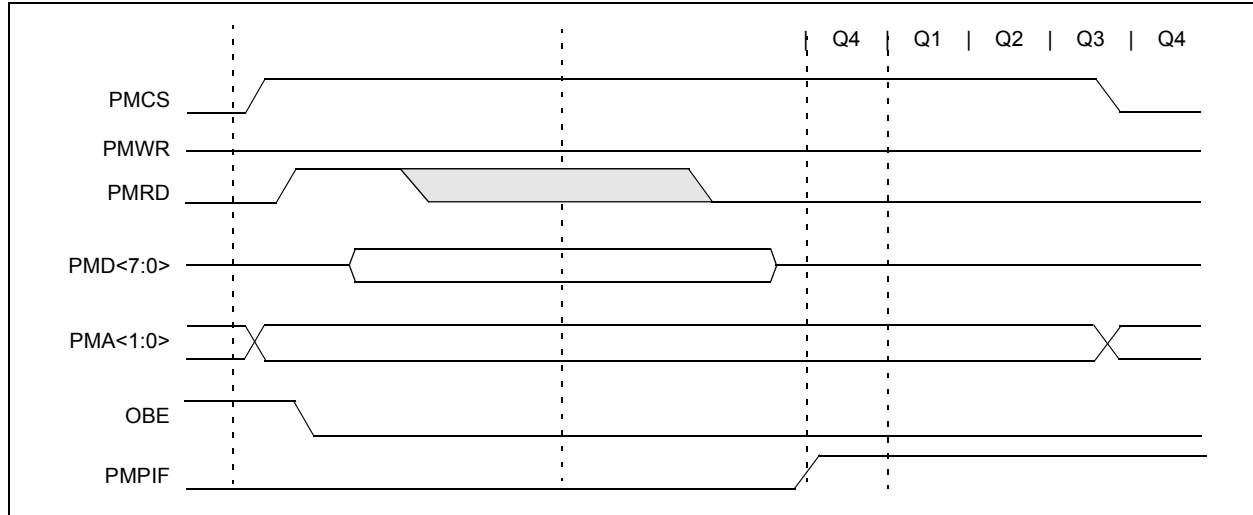 | Q4 | Q1 | Q2 | Q3 | Q4
PMCS
PMWR
PMRD
PMD<7:0>
PMA<1:0>
OBE
PMPIF